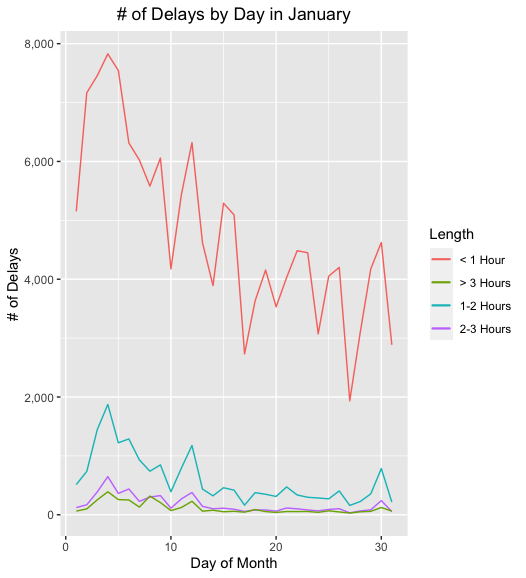 # of Delays by Day in January
# of Delays
8,000
6,000
4,000
2,000
0
0 10 20 30
Day of Month
Length
< 1 Hour
> 3 Hours
1-2 Hours
2-3 Hours